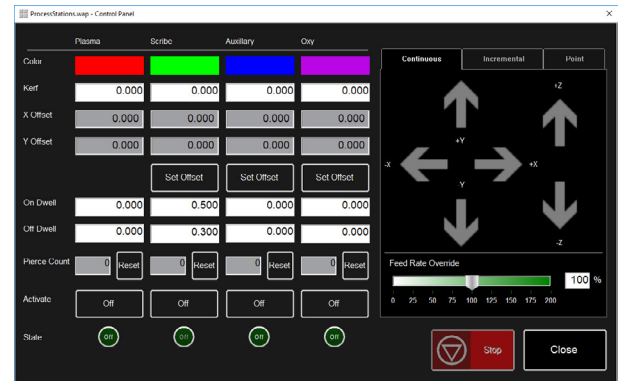 ProcessStations.wap - Control Panel
Plasma Scribe Auxiliary Oxy
Color
Kerf 0.000 0.000 0.000 0.000
X Offset 0.000 0.000 0.000 0.000
Y Offset 0.000 0.000 0.000 0.000
Set Offset Set Offset Set Offset
On Dwell 0.000 0.500 0.000 0.000
Off Dwell 0.000 0.300 0.000 0.000
Pierce Count 0 Reset 0 Reset 0 Reset 0 Reset
Activate Off Off Off Off
State Off Off Off Off
Continuous Incremental Point
+Z
+Y
-X +X
Y
-Z
Feed Rate Override
100 %
0 25 50 75 100 125 150 175 200
Stop Close